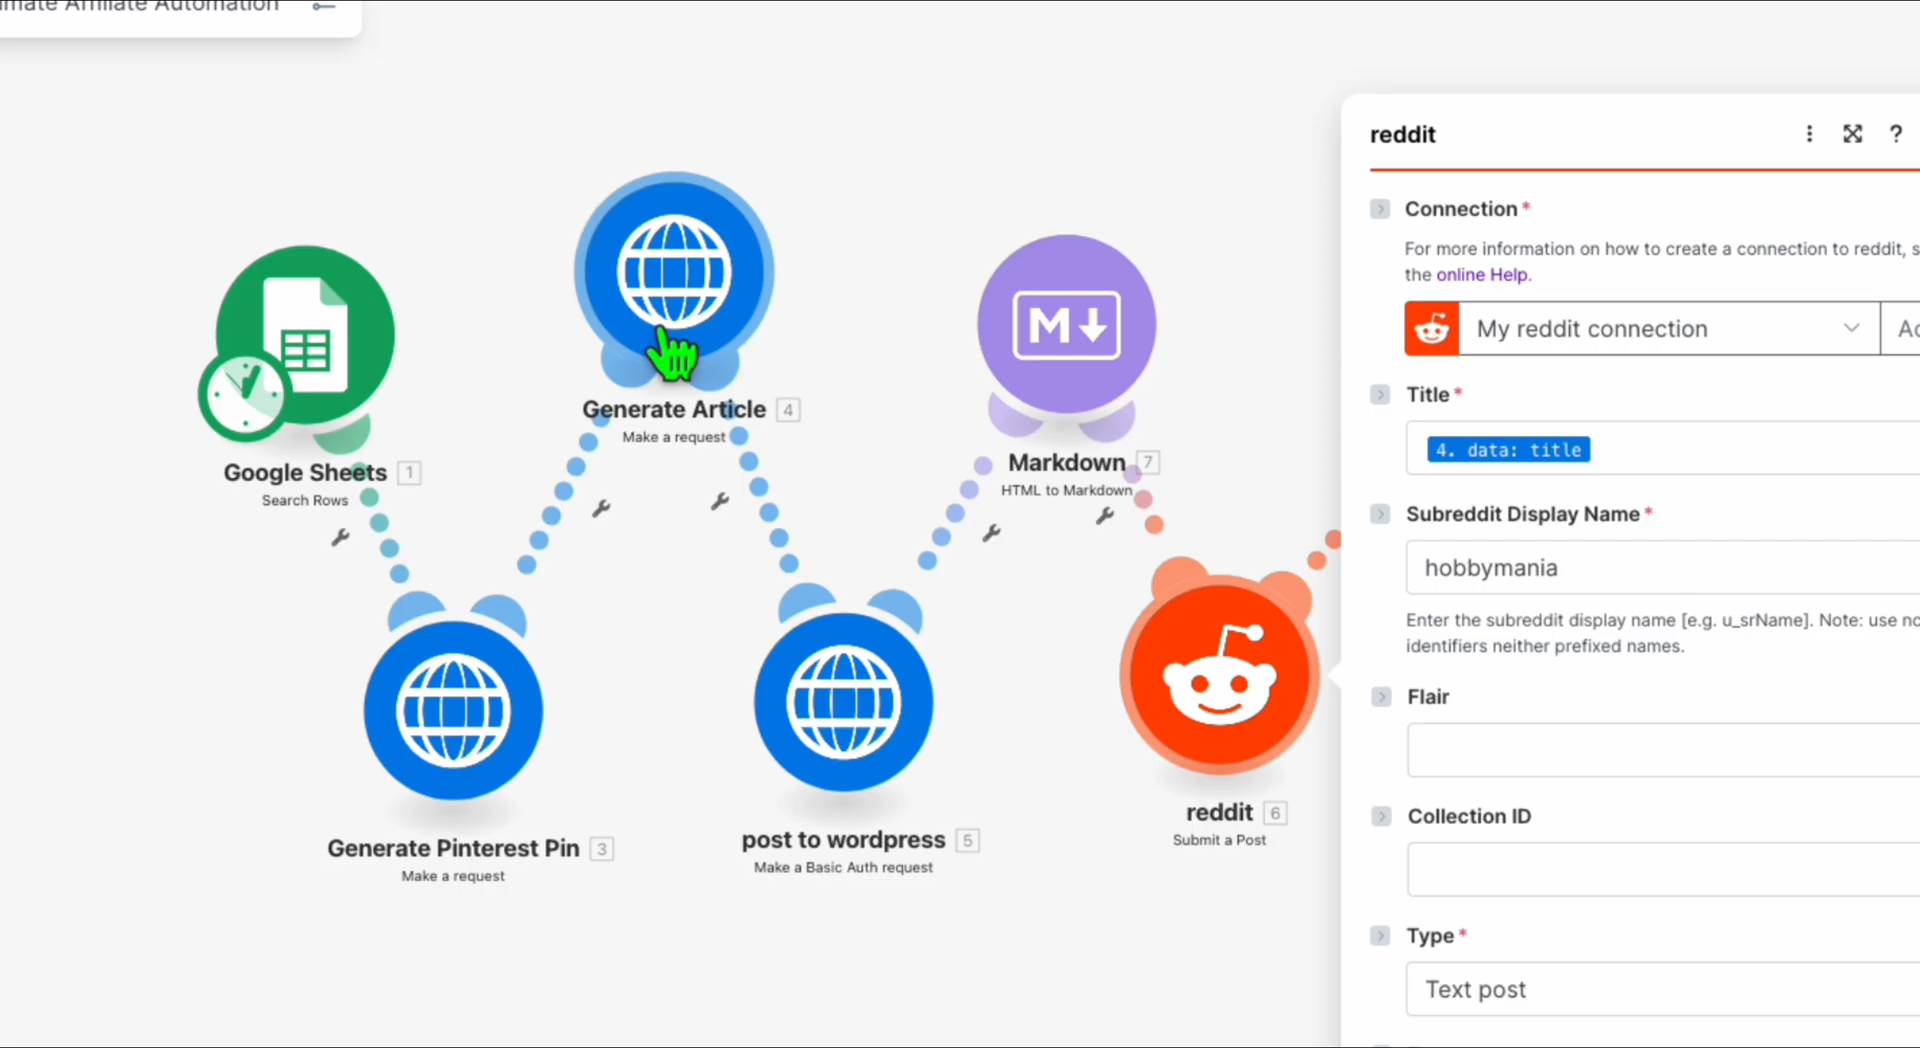 Affiliate Automation
Google Sheets 1
Search Rows
Generate Article 4
Make a request
M
Markdown 7
HTML to Markdown
Generate Pinterest Pin 3
Make a request
post to wordpress 5
Make a Basic Auth request
reddit 6
Submit a Post
reddit
?
Connection *
For more information on how to create a connection to reddit, s
the online Help.
My reddit connection
Title *
4. data: title
Subreddit Display Name *
hobbymania
Enter the subreddit display name [e.g. u_srName]. Note: use no
identifiers neither prefixed names.
Flair
Collection ID
Type *
Text post